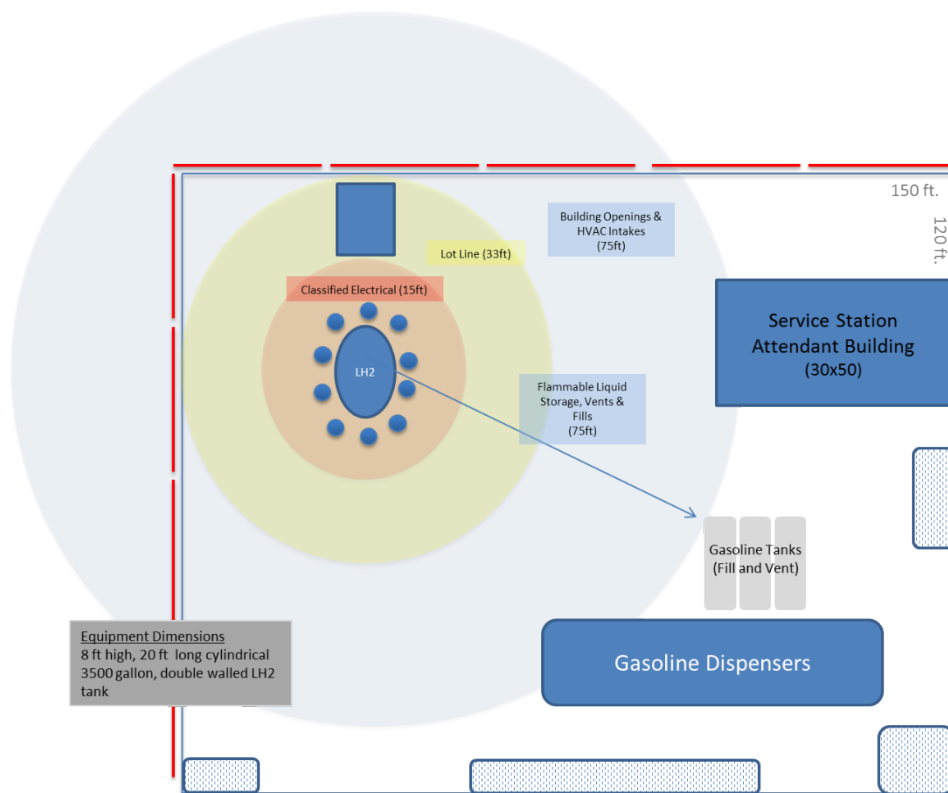 150 ft.
120 ft.
Building Openings &
HVAC Intakes
(75ft)
Lot Line (33ft)
Classified Electrical (15ft)
Service Station
Attendant Building
(30x50)
LH2
Flammable Liquid
Storage, Vents &
Fills
(75ft)
Gasoline Tanks
(Fill and Vent)
Equipment Dimensions
8 ft high, 20 ft long cylindrical
3500 gallon, double walled LH2
tank
Gasoline Dispensers